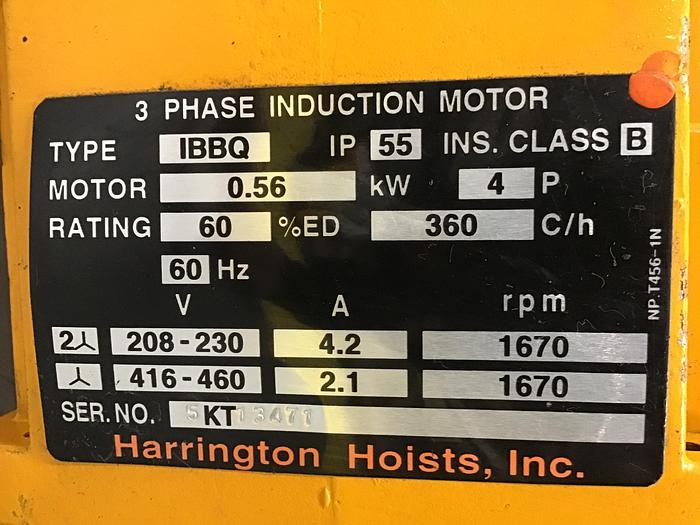 3 PHASE INDUCTION MOTOR
TYPE IBBQ IP 55 INS. CLASS B
MOTOR 0.56 kW 4 P
RATING 60 %ED 360 C/h
60 Hz
V A rpm
2⅄ 208-230 4.2 1670
⅄ 416-460 2.1 1670
SER. NO. 5KT13471
Harrington Hoists, Inc.
NP.T456-1N